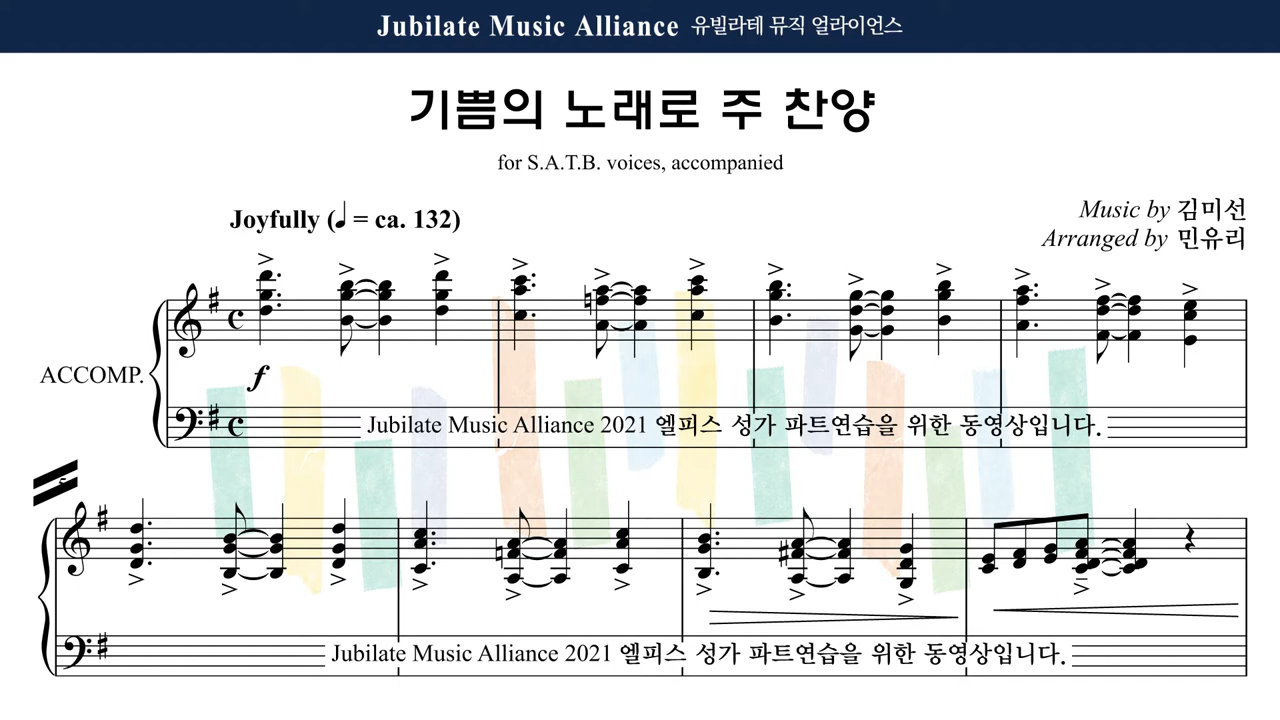 Jubilate Music Alliance 유빌라테 뮤직 얼라이언스
기쁨의 노래로 주 찬양
for S.A.T.B. voices, accompanied
Joyfully (♩ = ca. 132)
Music by 김미선
Arranged by 민유리
ACCOMP.
f
Jubilate Music Alliance 2021 엘피스 성가 파트연습을 위한 동영상입니다.
Jubilate Music Alliance 2021 엘피스 성가 파트연습을 위한 동영상입니다.